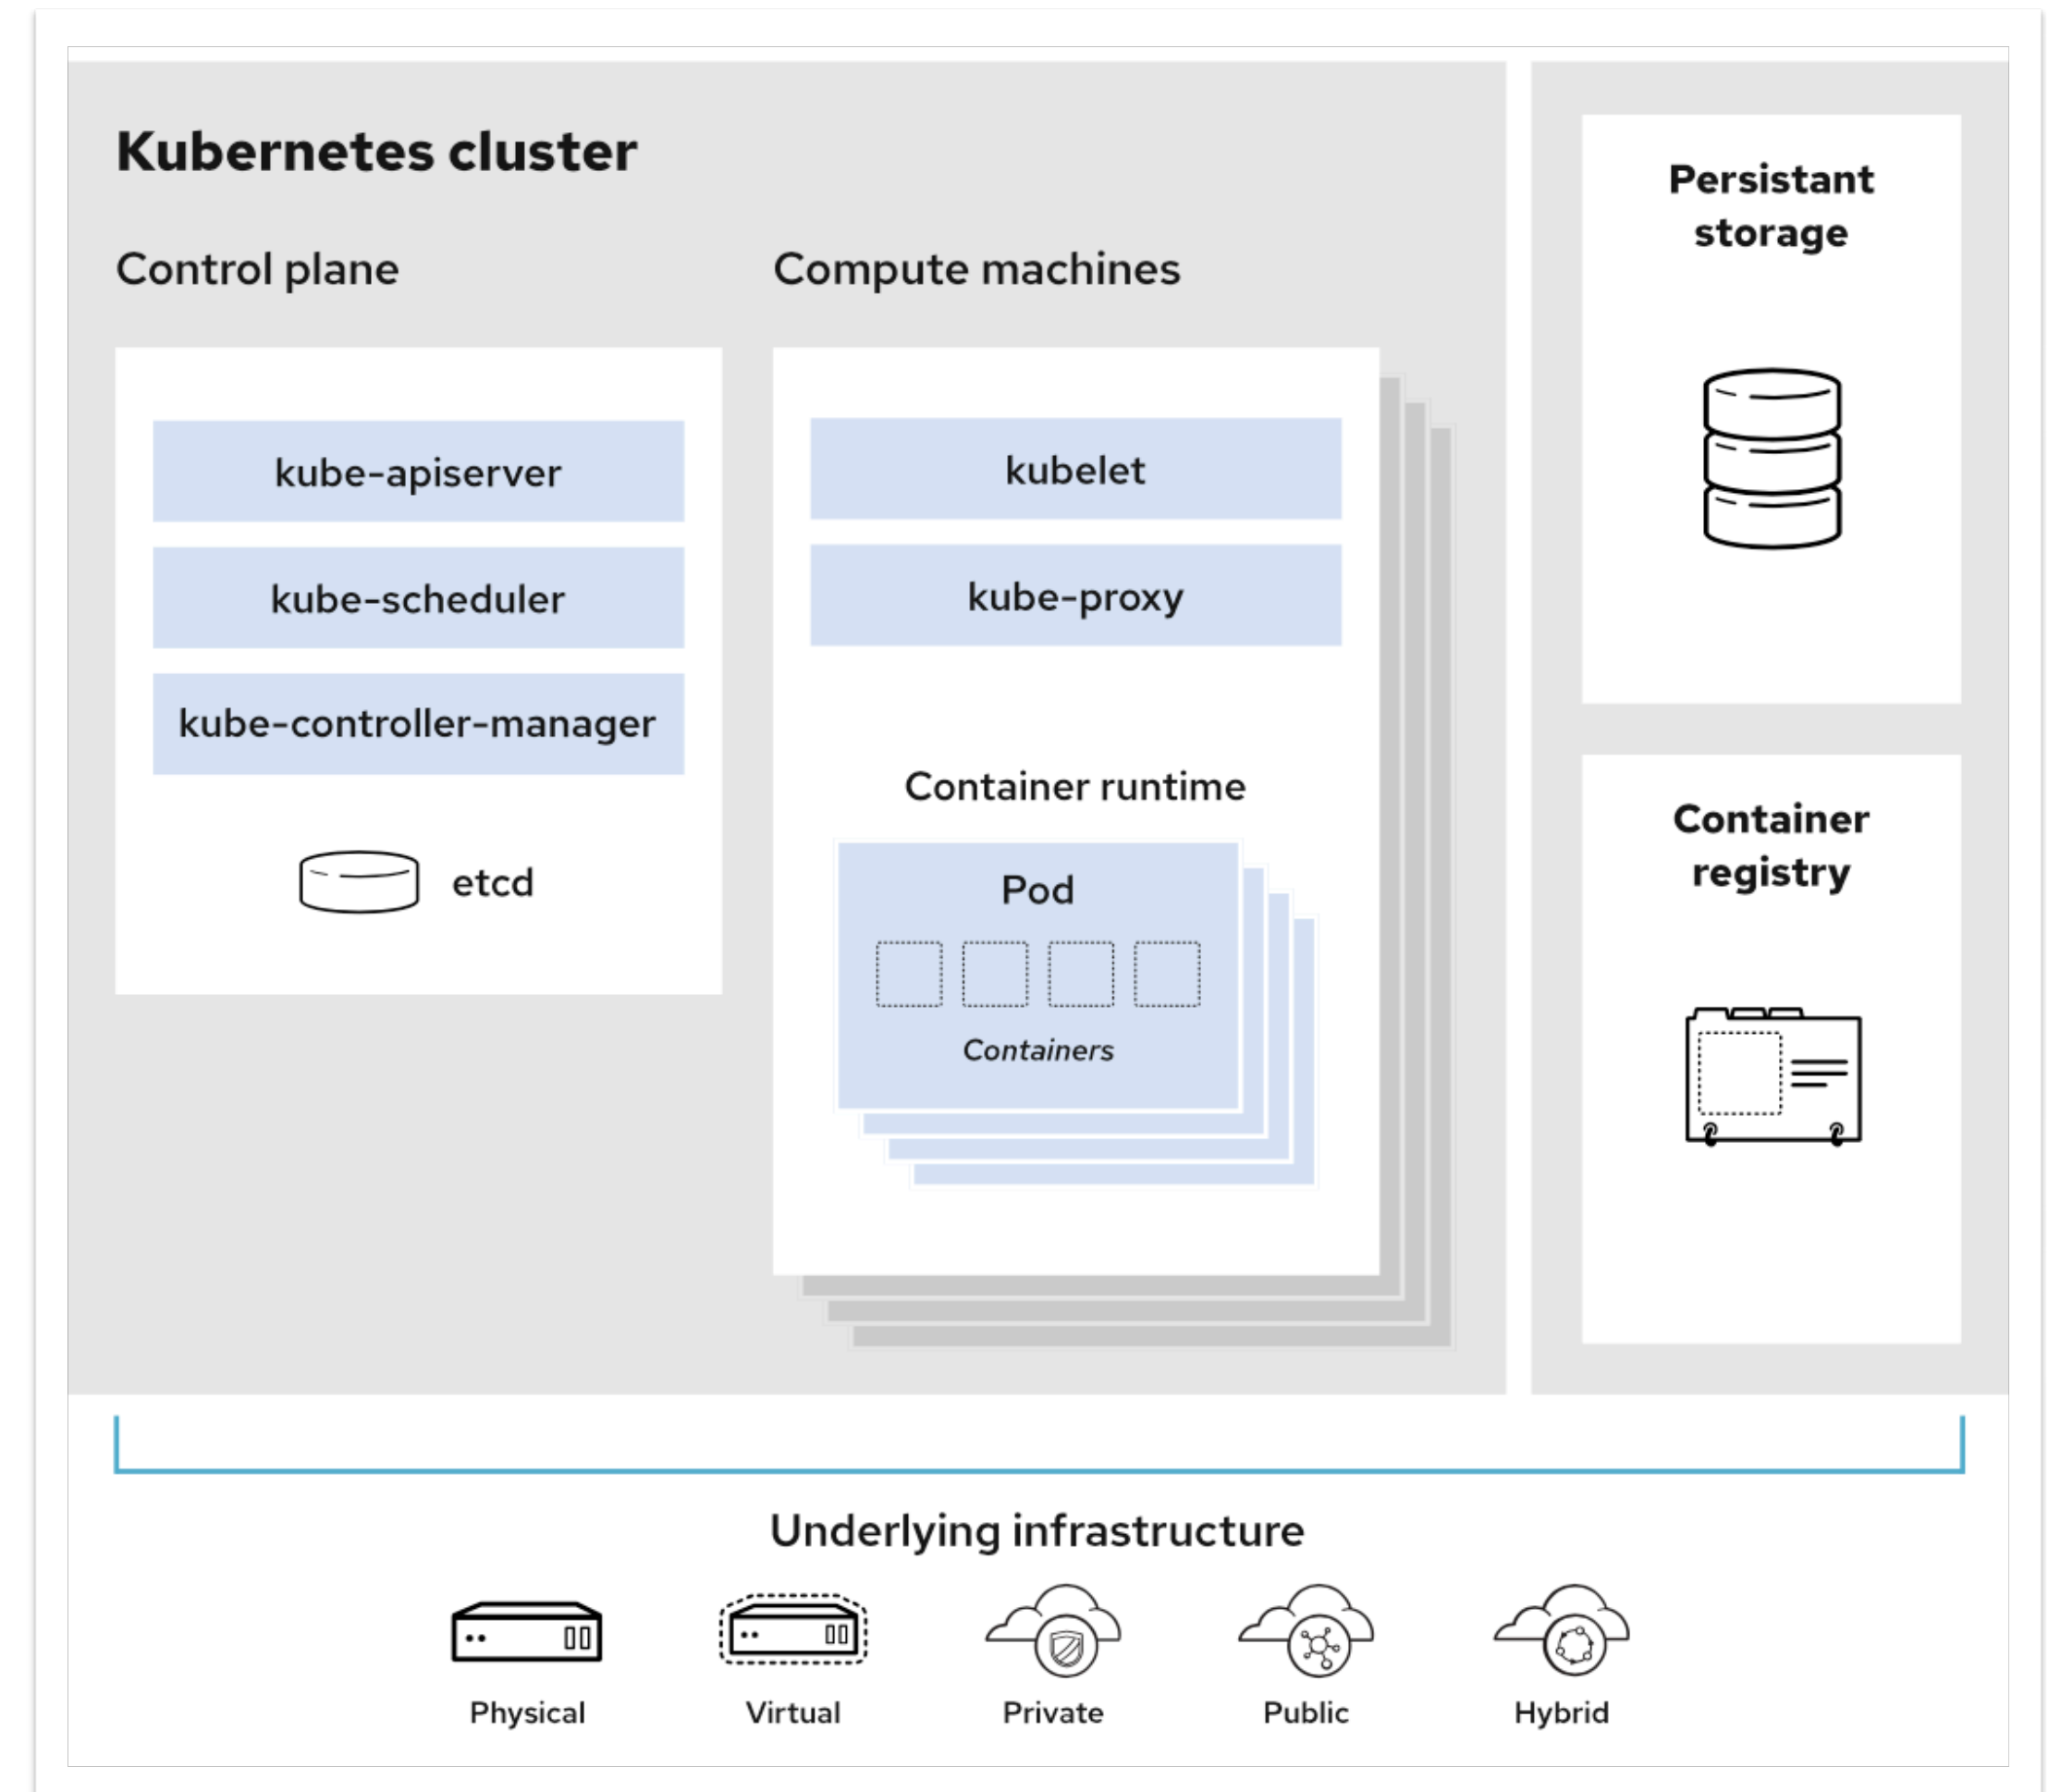 Kubernetes cluster
Control plane
kube-apiserver
kube-scheduler
kube-controller-manager
etcd
Compute machines
kubelet
kube-proxy
Container runtime
Pod
Containers
Persistant
storage
Container
registry
Underlying infrastructure
Physical
Virtual
Private
Public
Hybrid